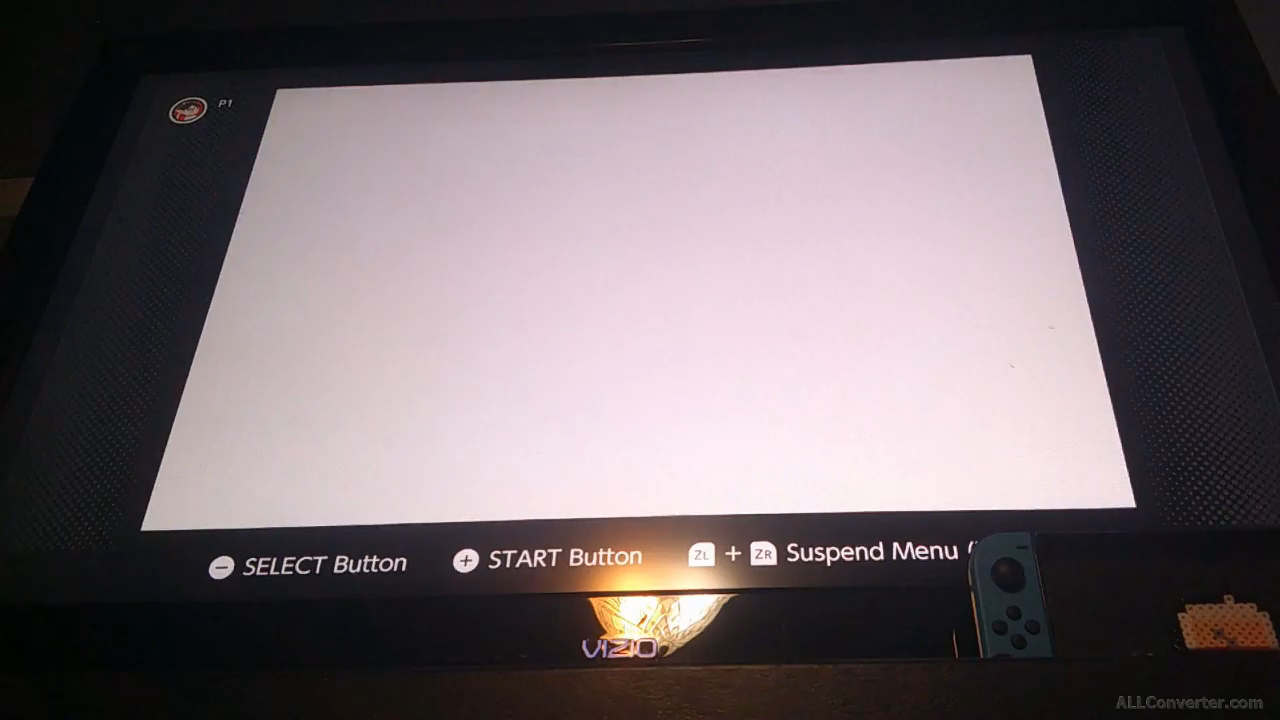 P1
SELECT Button
START Button
ZL + ZR Suspend Menu (
VIZIO
ALLConverter.com